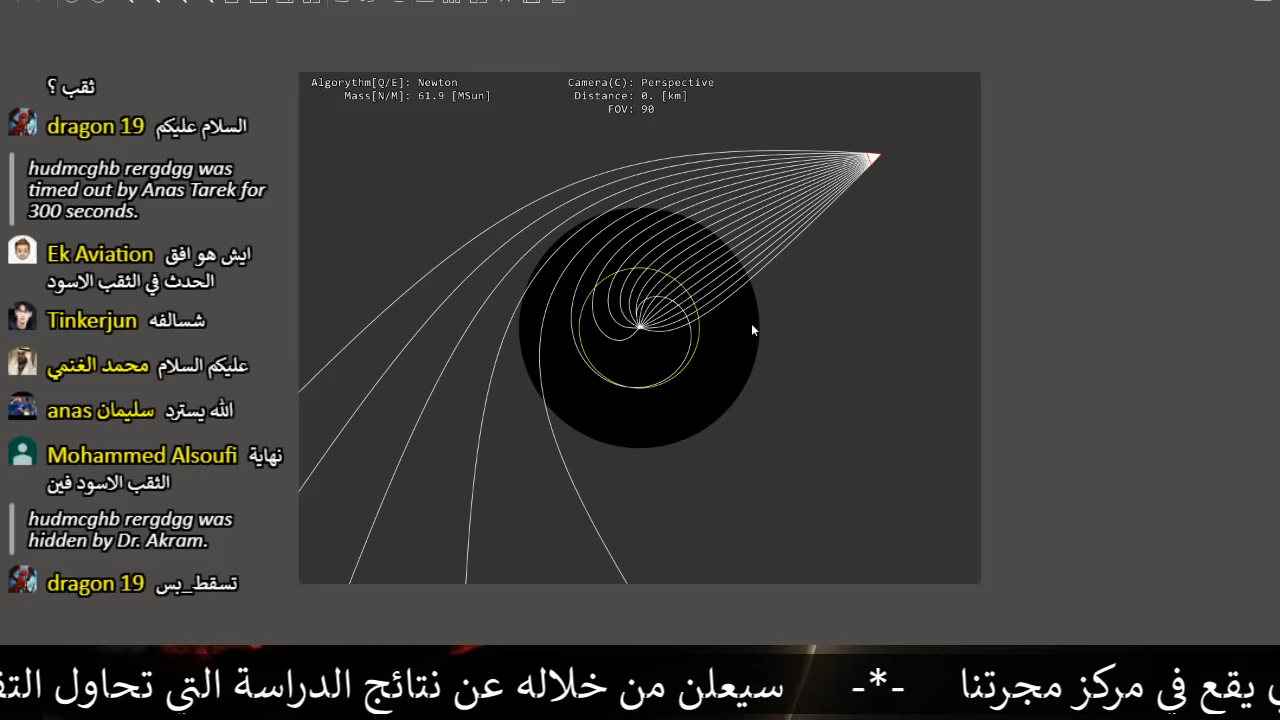 ثقب ؟
dragon 19 السلام عليكم
hudmcghb rergdgg was
timed out by Anas Tarek for
300 seconds.
Ek Aviation ايش هو افق
الحدث في الثقب الاسود
Tinkerjun شسالفه
محمد الغنمي عليكم السلام
anas سليمان الله يسترد
Mohammed Alsoufi نهاية
الثقب الاسود فين
hudmcghb rergdgg was
hidden by Dr. Akram.
dragon 19 تسقط_بس
Algorythm[Q/E]: Newton
Mass[N/M]: 61.9 [MSun]
Camera(C): Perspective
Distance: 0. [km]
FOV: 90
يقع في مركز مجرتنا -*- سيعلن من خلاله عن نتائج الدراسة التي تحاول